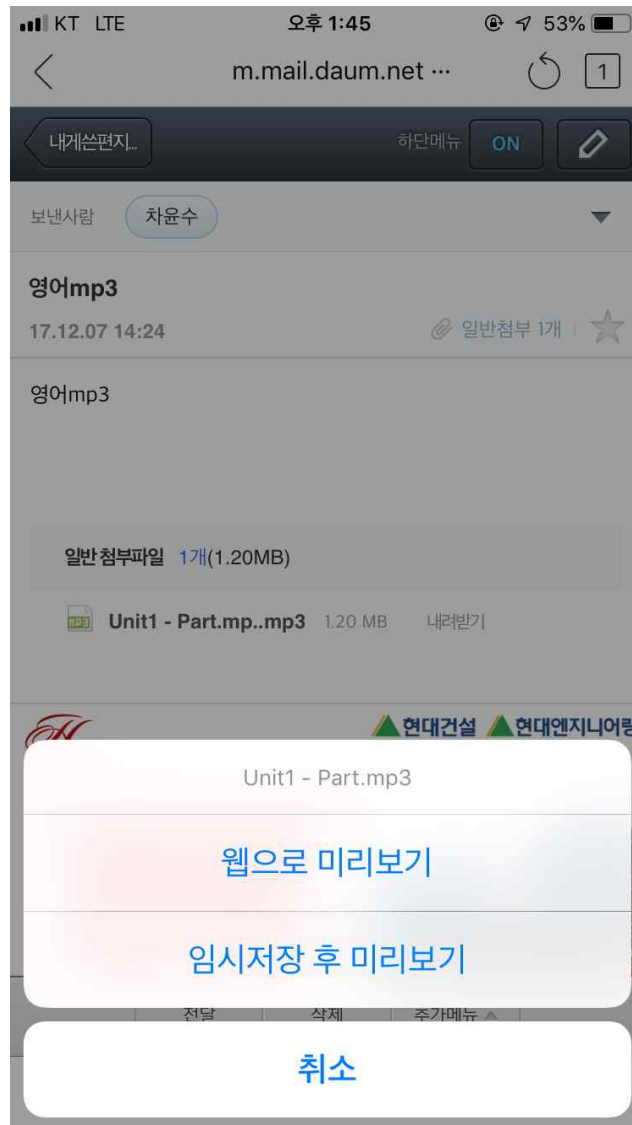 KT LTE 오후 1:45 53%
m.mail.daum.net ··· 1
내게쓴편지... 하단메뉴 ON
보낸사람 차윤수
영어mp3
17.12.07 14:24 일반첨부 1개
영어mp3
일반 첨부파일 1개(1.20MB)
MP3 Unit1 - Part.mp..mp3 1.20 MB 내려받기
H 현대건설 현대엔지니어링
Unit1 - Part.mp3
웹으로 미리보기
임시저장 후 미리보기
전달 삭제 추가메뉴
취소